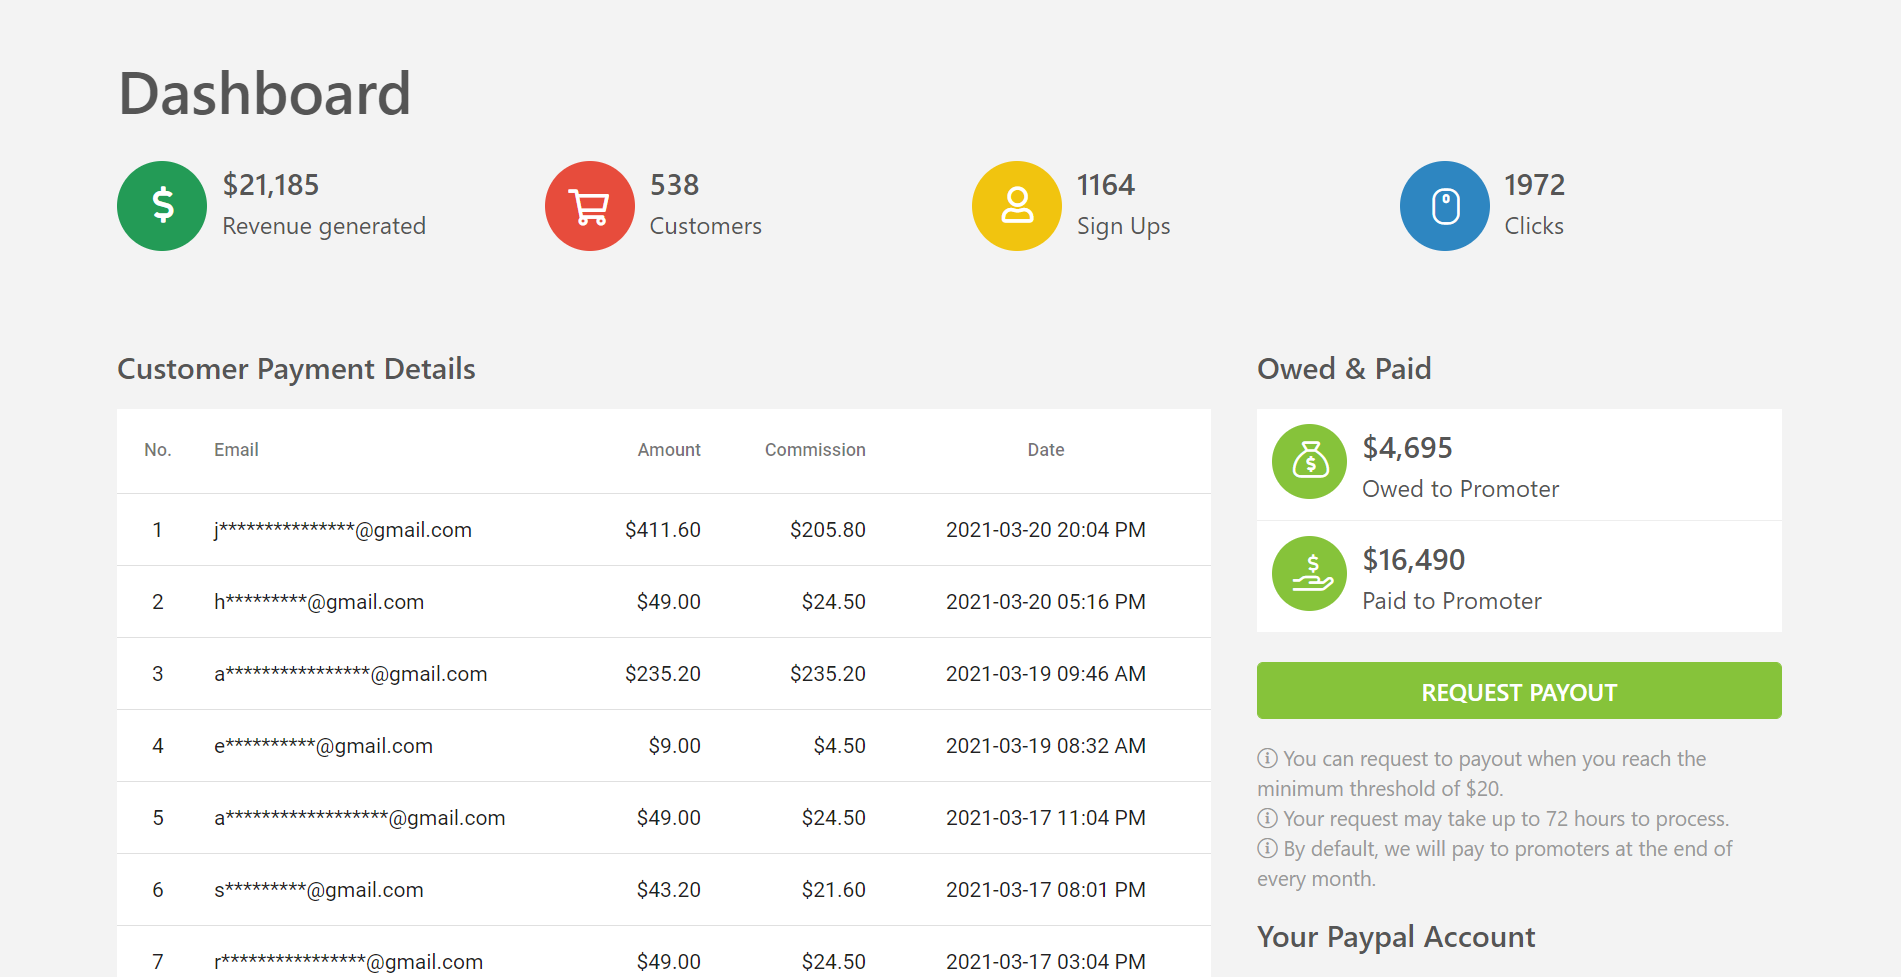 Dashboard
$21,185
Revenue generated
538
Customers
1164
Sign Ups
1972
Clicks
Customer Payment Details
No. Email Amount Commission Date
1 j***************@gmail.com $411.60 $205.80 2021-03-20 20:04 PM
2 h*********@gmail.com $49.00 $24.50 2021-03-20 05:16 PM
3 a****************@gmail.com $235.20 $235.20 2021-03-19 09:46 AM
4 e**********@gmail.com $9.00 $4.50 2021-03-19 08:32 AM
5 a******************@gmail.com $49.00 $24.50 2021-03-17 11:04 PM
6 s*********@gmail.com $43.20 $21.60 2021-03-17 08:01 PM
7 r****************@gmail.com $49.00 $24.50 2021-03-17 03:04 PM
Owed & Paid
$4,695
Owed to Promoter
$16,490
Paid to Promoter
REQUEST PAYOUT
You can request to payout when you reach the
minimum threshold of $20.
Your request may take up to 72 hours to process.
By default, we will pay to promoters at the end of
every month.
Your Paypal Account